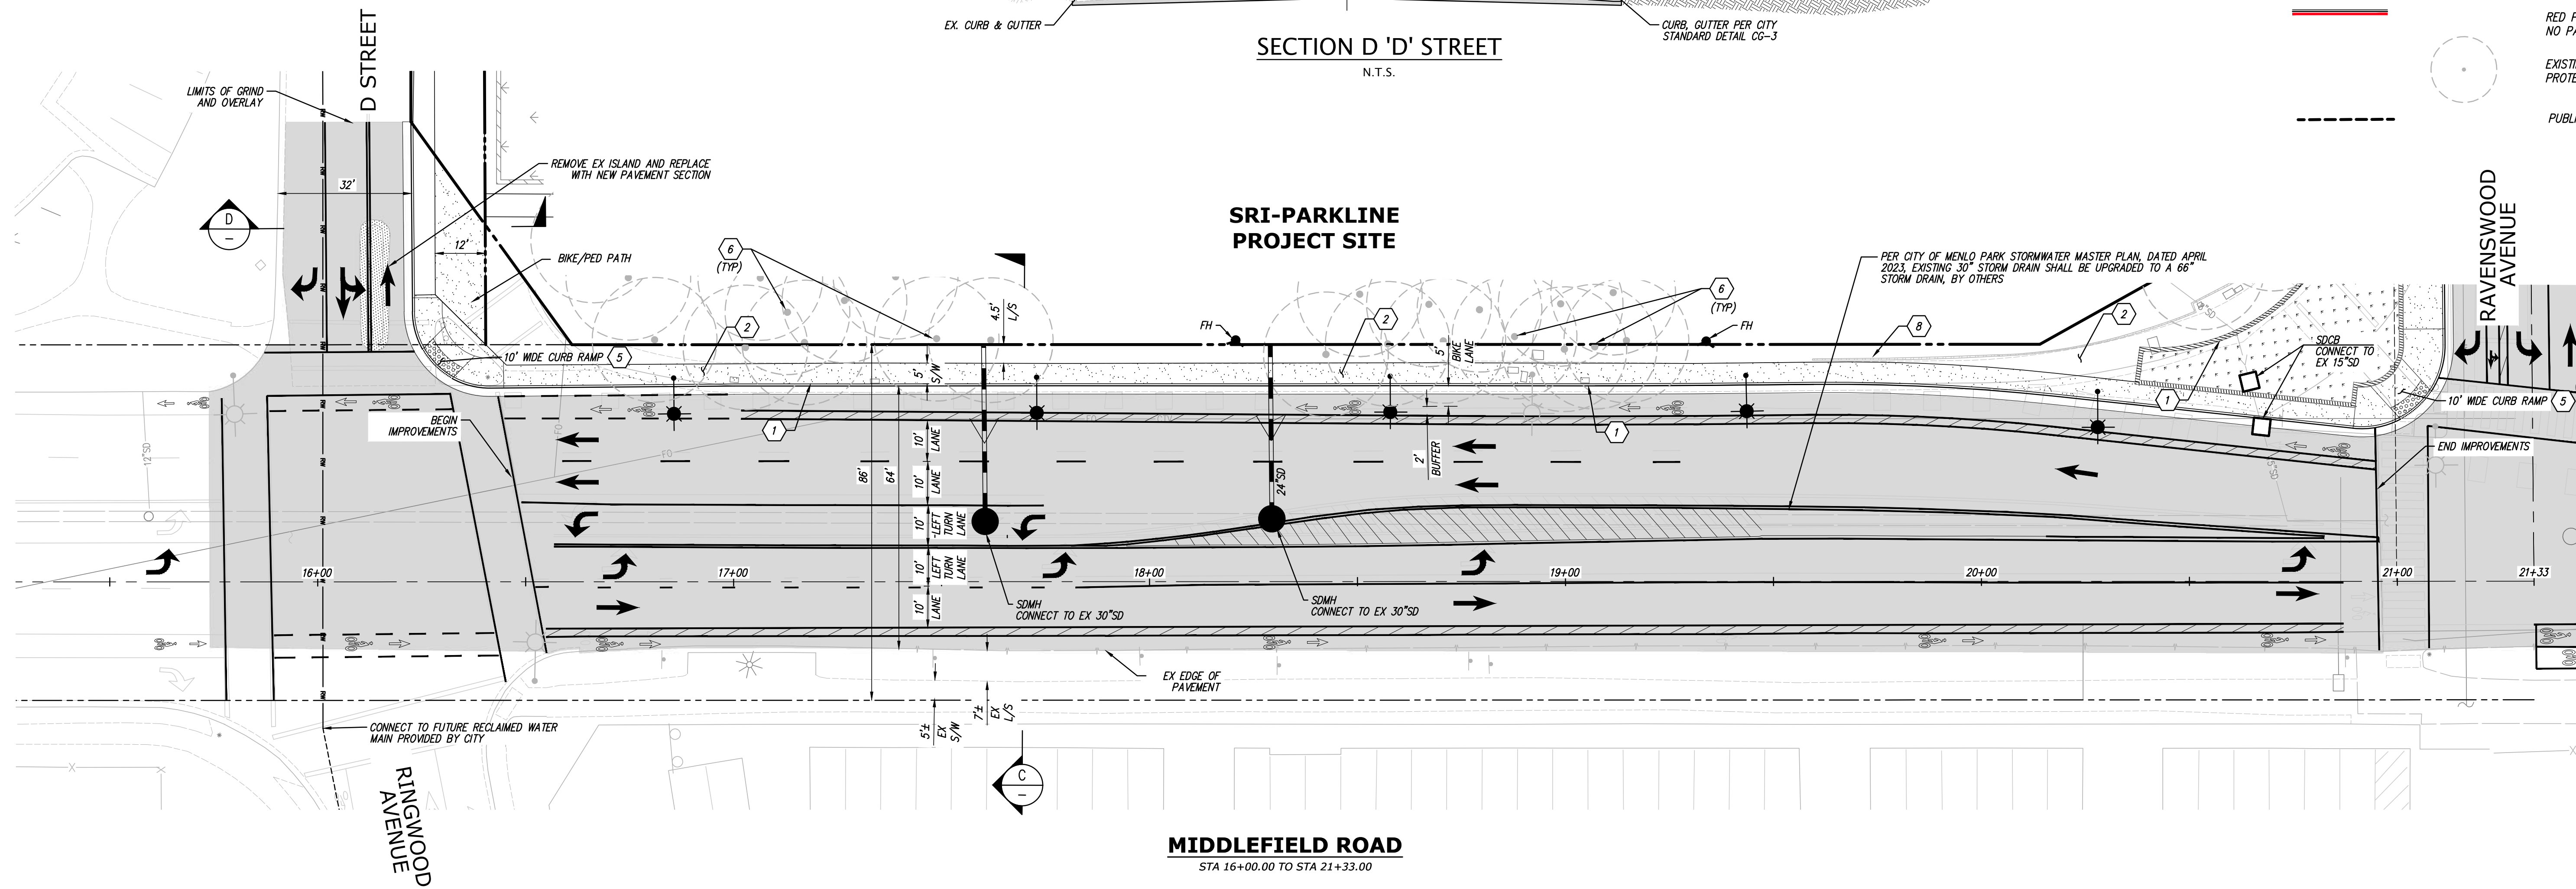 EX. CURB & GUTTER
CURB, GUTTER PER CITY
STANDARD DETAIL CG-3
SECTION D 'D' STREET
N.T.S.
RED
NO
EXISTI
PROTE
PUBLI
D STREET
LIMITS OF GRIND
AND OVERLAY
REMOVE EX ISLAND AND REPLACE
WITH NEW PAVEMENT SECTION
32'
D
12'
BIKE/PED PATH
6
(TYP)
SRI-PARKLINE
PROJECT SITE
PER CITY OF MENLO PARK STORMWATER MASTER PLAN, DATED APRIL
2023, EXISTING 30" STORM DRAIN SHALL BE UPGRADED TO A 66"
STORM DRAIN, BY OTHERS
RAVENSWOOD
AVENUE
6
(TYP)
4.5'
L/S
FH
FH
2
2
8
2
10' WIDE CURB RAMP 5
5'
S/W
5'
BIKE
LANE
SDCB
CONNECT TO
EX 15"SD
1
10' WIDE CURB RAMP 5
BEGIN
IMPROVEMENTS
1
1
END IMPROVEMENTS
12"SD
FO
FO
10'
LANE
10'
LANE
10'
LEFT
TURN
LANE
10'
LEFT
TURN
LANE
10'
LANE
86'
64'
2'
BUFFER
24"SD
16+00
17+00
18+00
19+00
20+00
21+00
21+33
SDMH
CONNECT TO EX 30"SD
SDMH
CONNECT TO EX 30"SD
EX EDGE OF
PAVEMENT
5'±
EX
S/W
7'±
EX
L/S
CONNECT TO FUTURE RECLAIMED WATER
MAIN PROVIDED BY CITY
RINGWOOD
AVENUE
C
MIDDLEFIELD ROAD
STA 16+00.00 TO STA 21+33.00